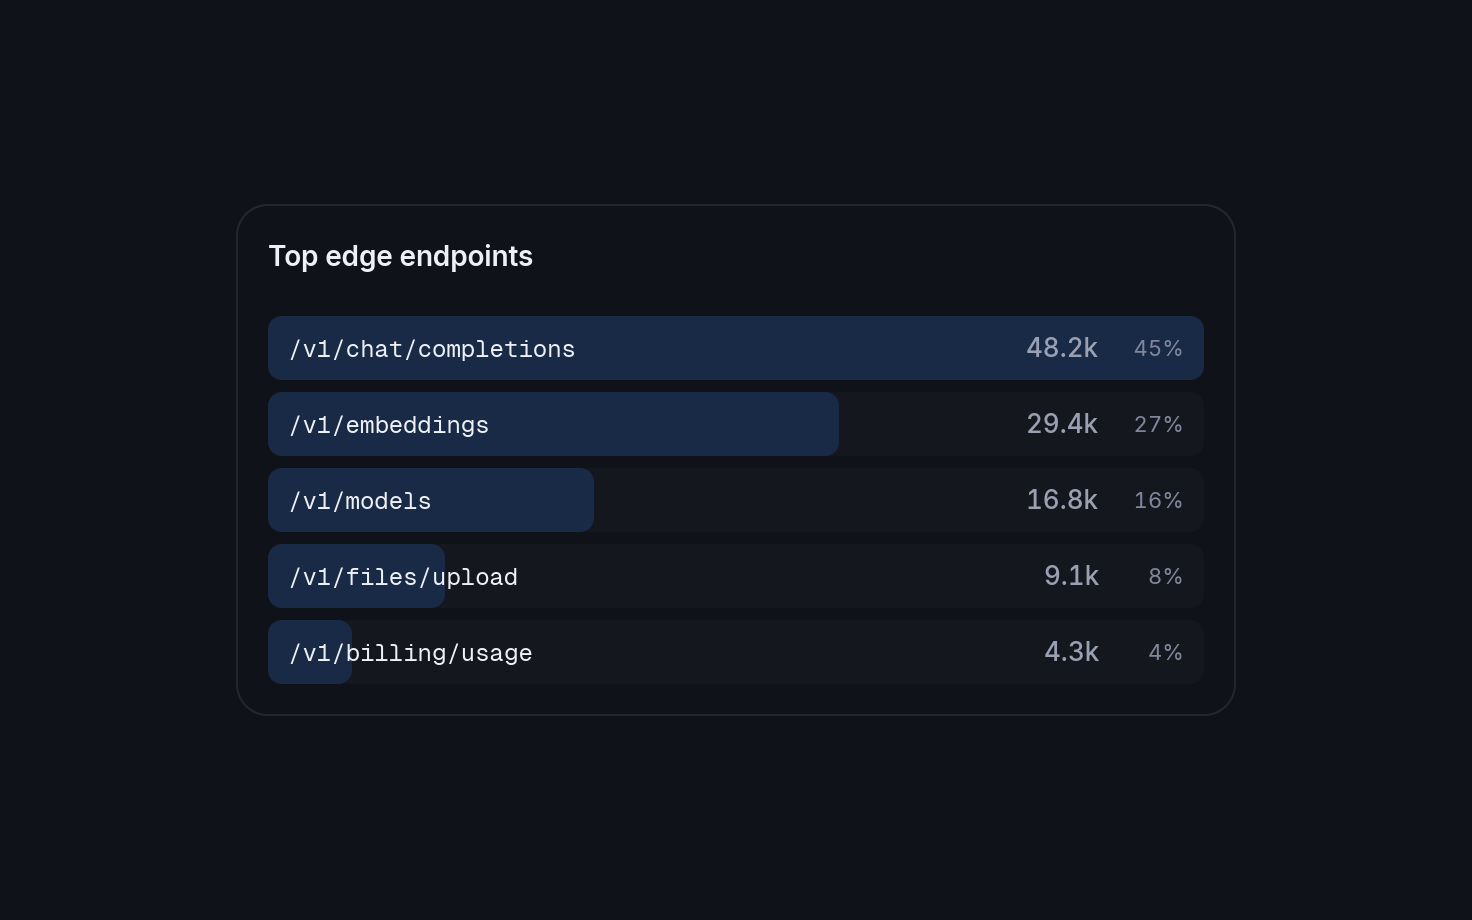 Top edge endpoints
/v1/chat/completions 48.2k 45%
/v1/embeddings 29.4k 27%
/v1/models 16.8k 16%
/v1/files/upload 9.1k 8%
/v1/billing/usage 4.3k 4%